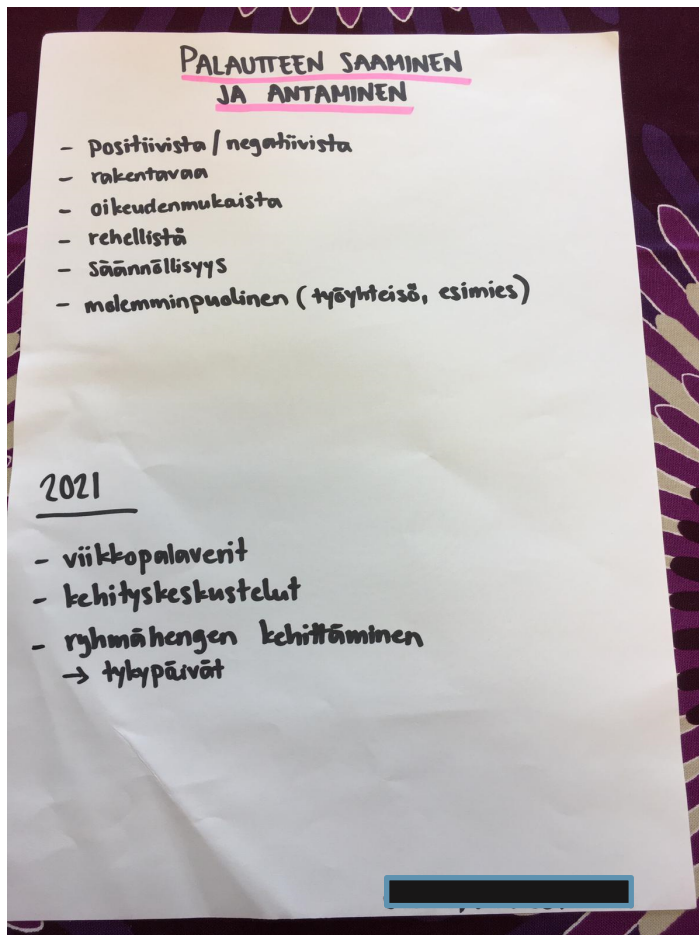 PALAUTTEEN SAAMINEN
JA ANTAMINEN
- positiivista / negatiivista
- rakentavaa
- oikeudenmukaista
- rehellistä
- säännöllisyys
- molemminpuolinen (työyhteisö, esimies)
2021
- viikkopalaverit
- kehityskeskustelut
- ryhmähengen kehittäminen
→ tykypäivät